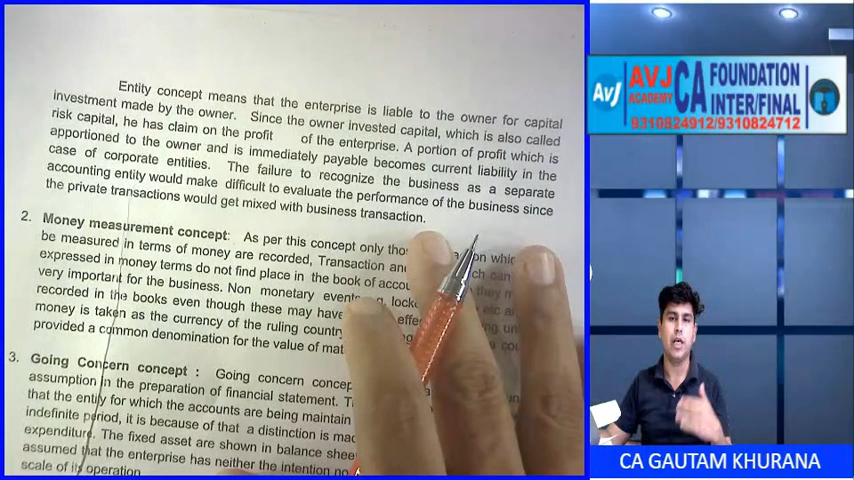 Entity concept means that the enterprise is liable to the owner for capital
investment made by the owner. Since the owner invested capital, which is also called
risk capital, he has claim on the profit of the enterprise. A portion of profit which is
apportioned to the owner and is immediately payable becomes current liability in the
case of corporate entities. The failure to recognize the business as a separate
accounting entity would make difficult to evaluate the performance of the business since
the private transactions would get mixed with business transaction.
2. Money measurement concept: As per this concept only
be measured in terms of money are recorded, Transaction
expressed in money terms do not find place in the book of
very important for the business. Non monetary
recorded in the books even though these may have
money is taken as the currency of the ruling
provided a common denomination for the value of
3. Going Concern concept : Going concern
assumption in the preparation of financial statement.
that the entity for which the accounts are being
indefinite period, it is because of that a distinction is
expenditure. The fixed asset are shown in balance
assumed that the enterprise has neither the intention
scale of its operation
AVJ
AVJ
ACADEMY
CA
FOUNDATION
INTER/FINAL
9310824912/9310824712
CA GAUTAM KHURANA